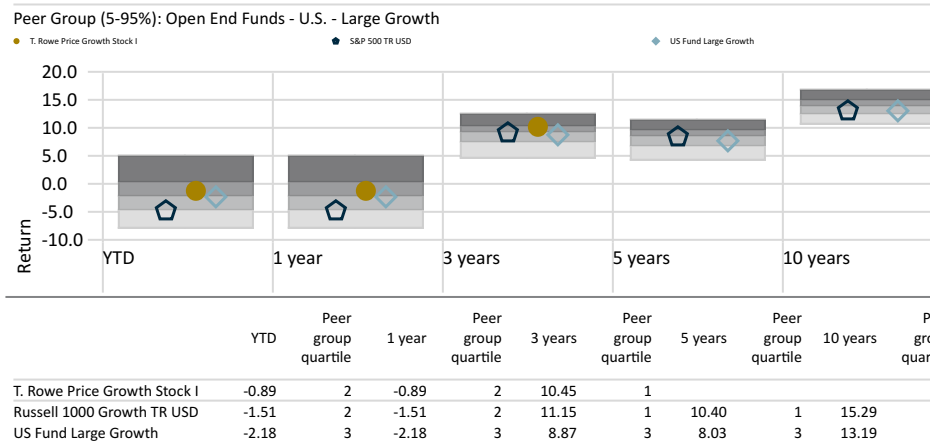 Peer Group (5-95%): Open End Funds - U.S. - Large Growth
T. Rowe Price Growth Stock I S&P 500 TR USD US Fund Large Growth
20.0
15.0
10.0
5.0
0.0
-5.0
-10.0
Return
YTD 1 year 3 years 5 years 10 years
Peer Peer Peer Peer
YTD group 1 year group 3 years group 5 years group 10 years
quartile quartile quartile quartile
T. Rowe Price Growth Stock I -0.89 2 -0.89 2 10.45 1
Russell 1000 Growth TR USD -1.51 2 -1.51 2 11.15 1 10.40 1 15.29
US Fund Large Growth -2.18 3 -2.18 3 8.87 3 8.03 3 13.19